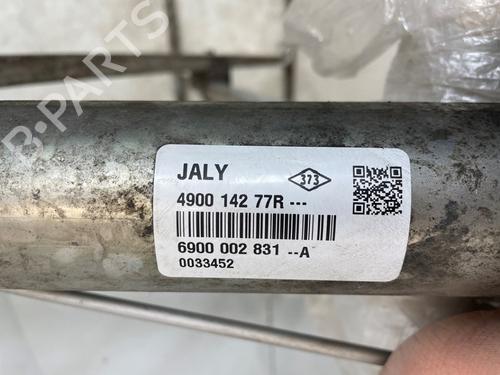 B-PARTS
JALY
373
4900 142 77R ---
6900 002 831 --A
0033452